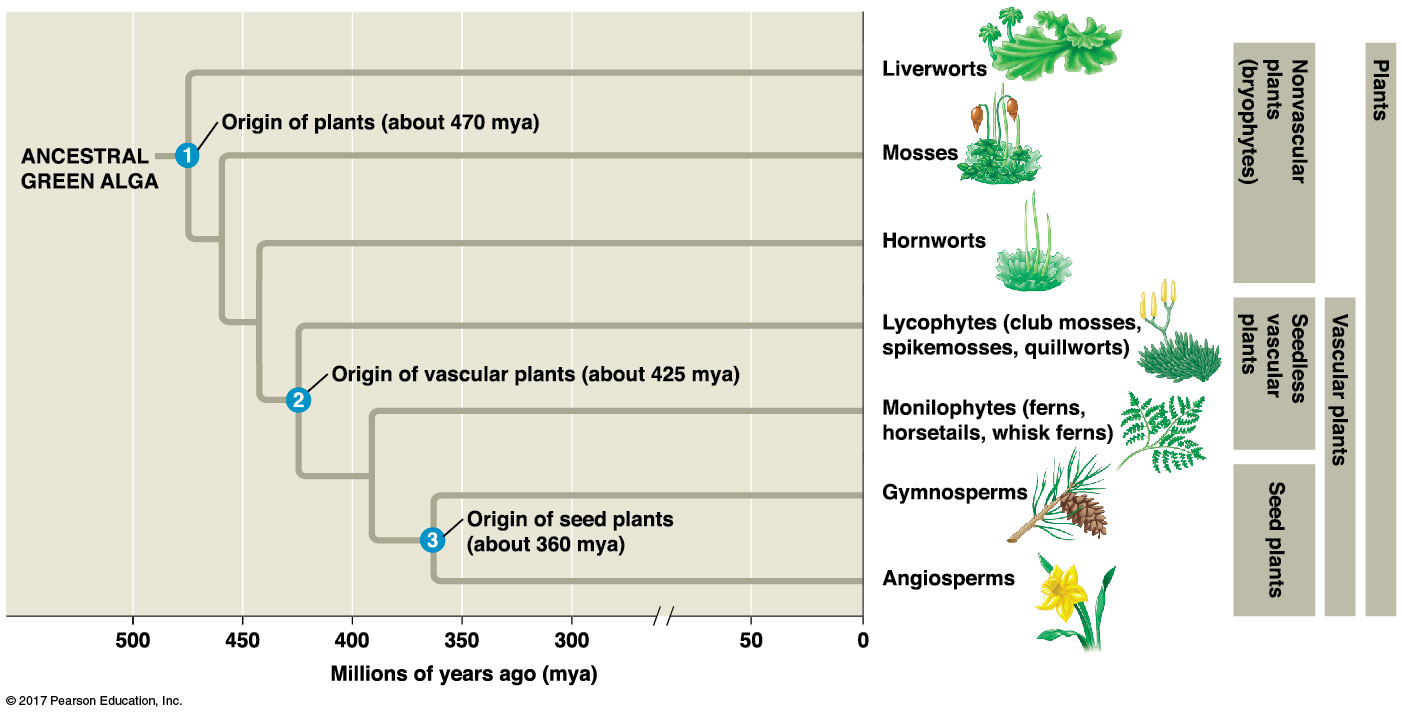 Liverworts
Origin of plants (about 470 mya)
ANCESTRAL
GREEN ALGA
1
Mosses
Hornworts
Lycophytes (club mosses,
spikemosses, quillworts)
Origin of vascular plants (about 425 mya)
2
Monilophytes (ferns,
horsetails, whisk ferns)
Gymnosperms
Origin of seed plants
(about 360 mya)
3
Angiosperms
Nonvascular
plants
(bryophytes)
Seedless
vascular
plants
Seed plants
Vascular plants
Plants
500 450 400 350 300 50 0
Millions of years ago (mya)
© 2017 Pearson Education, Inc.